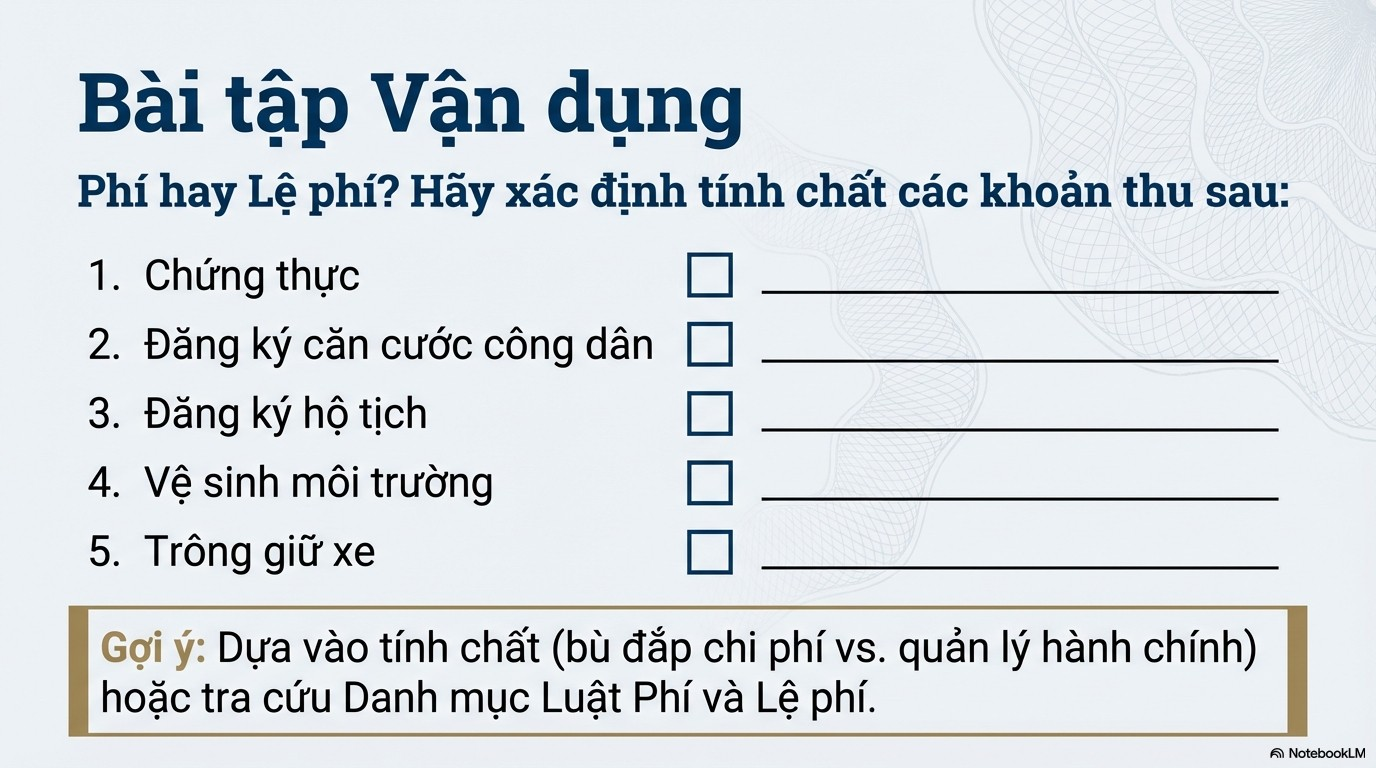 Bài tập Vận dụng
Phí hay Lệ phí? Hãy xác định tính chất các khoản thu sau:
1. Chứng thực
2. Đăng ký căn cước công dân
3. Đăng ký hộ tịch
4. Vệ sinh môi trường
5. Trông giữ xe
Gợi ý: Dựa vào tính chất (bù đắp chi phí vs. quản lý hành chính)
hoặc tra cứu Danh mục Luật Phí và Lệ phí.
NotebookLM